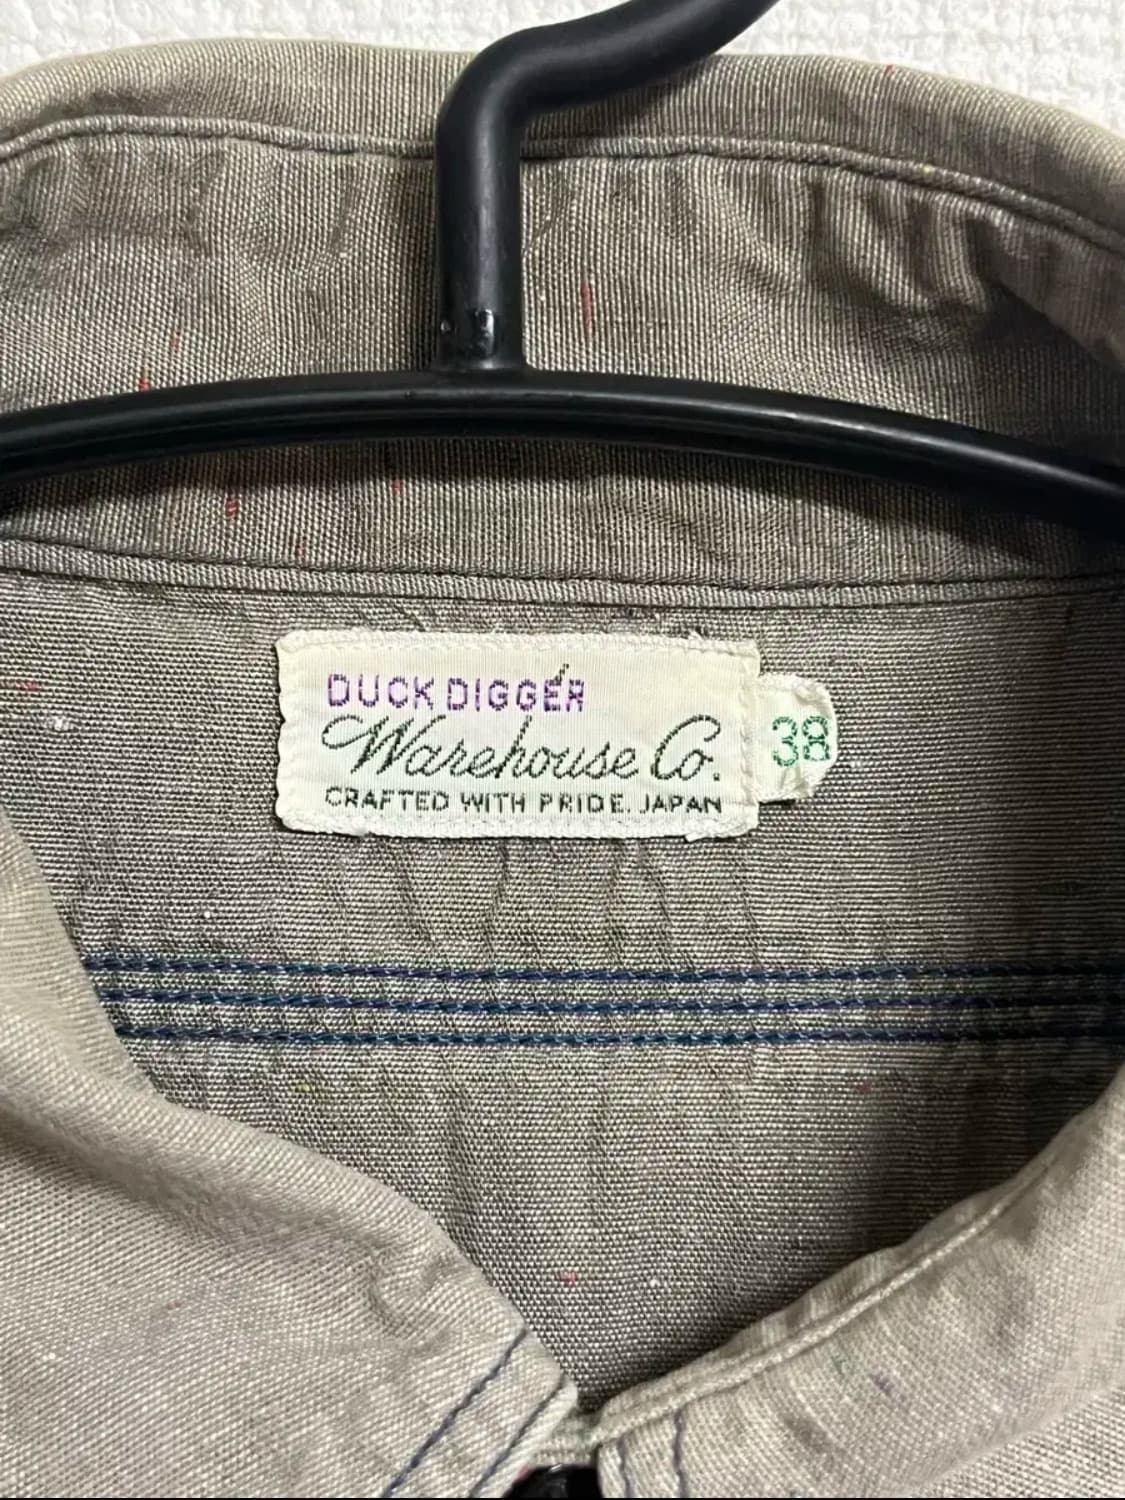 DUCK DIGGER
Warehouse Co.
38
CRAFTED WITH PRIDE. JAPAN